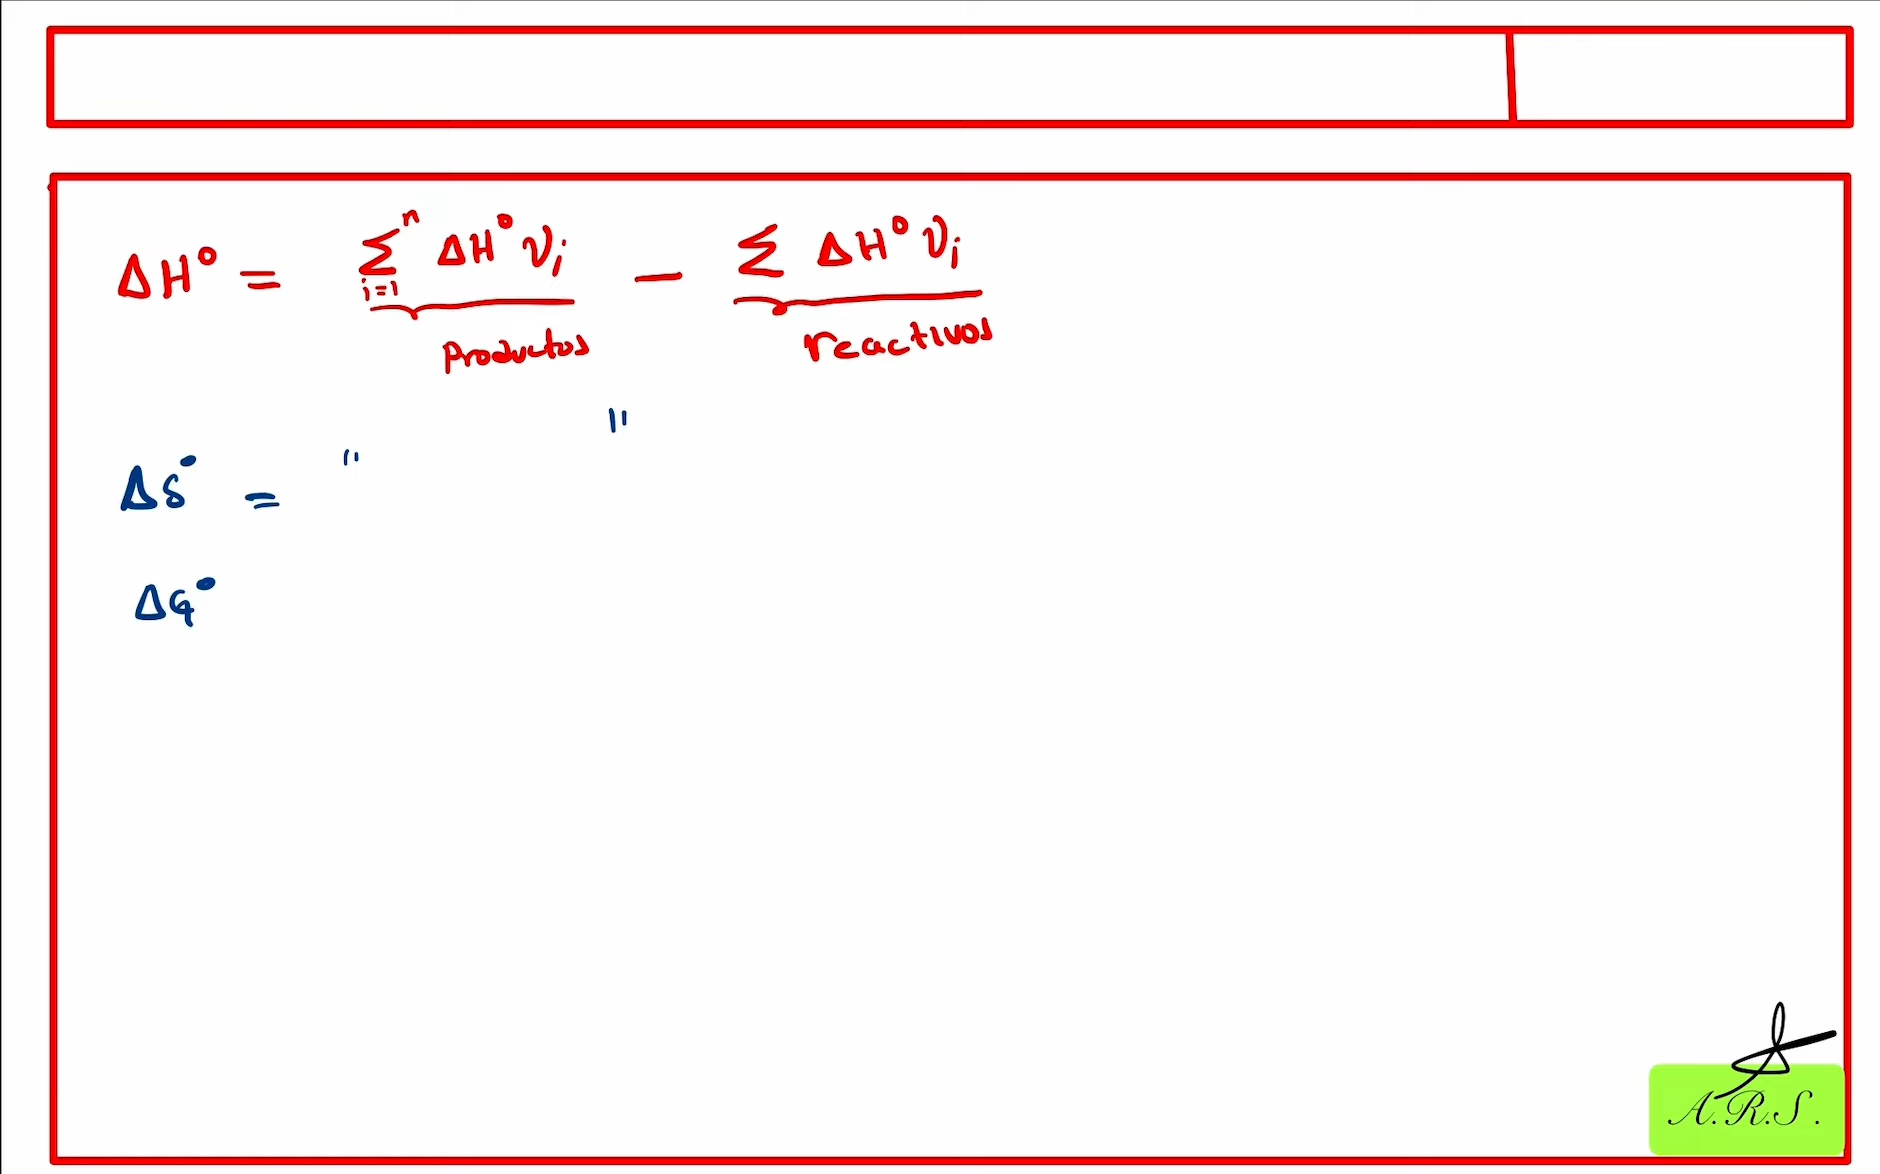 ΔH° = Σⁿᵢ₌₁ ΔH° νᵢ − Σ ΔH° νᵢ
Productos reactivos
ΔS° = " "
ΔG°
A.R.S.